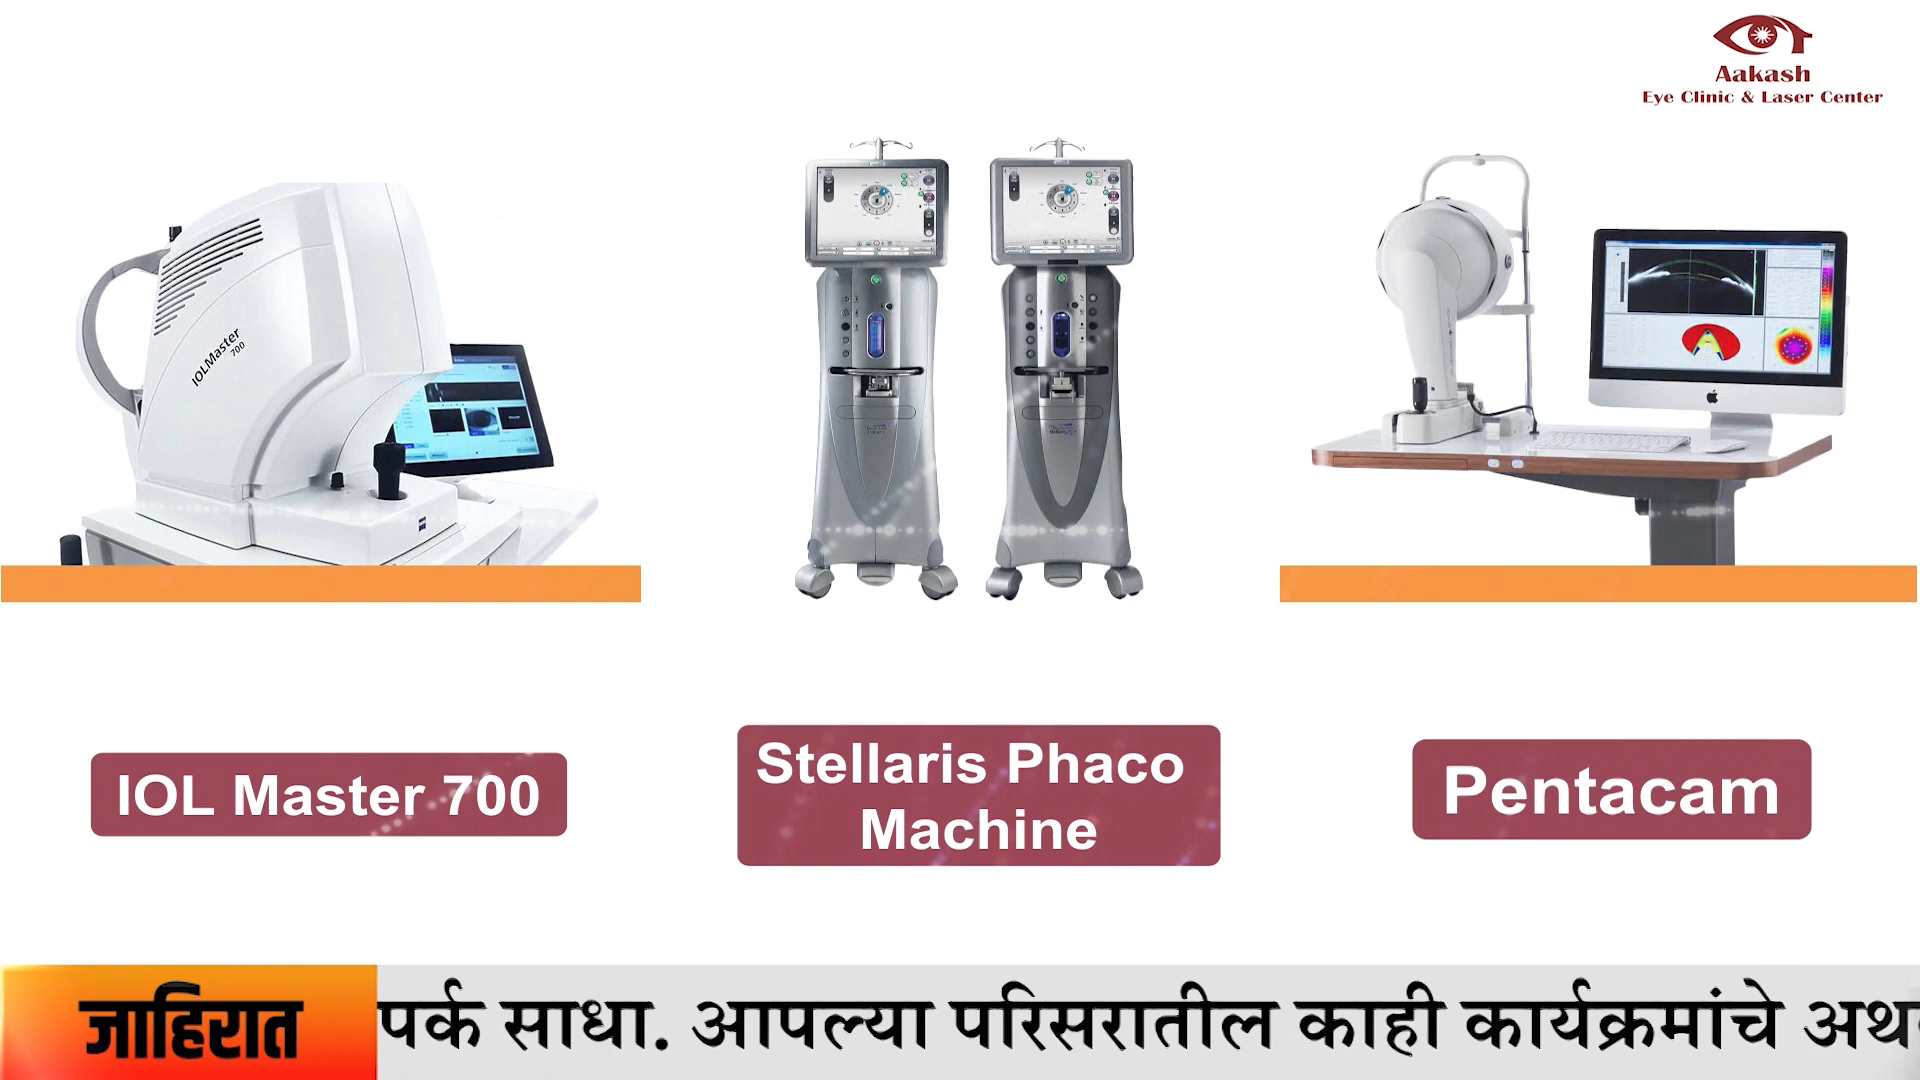 Aakash
Eye Clinic & Laser Center
IOLMaster
700
IOL Master 700
Stellaris Phaco
Machine
Pentacam
जाहिरात
पर्क साधा. आपल्या परिसरातील काही कार्यक्रमांचे